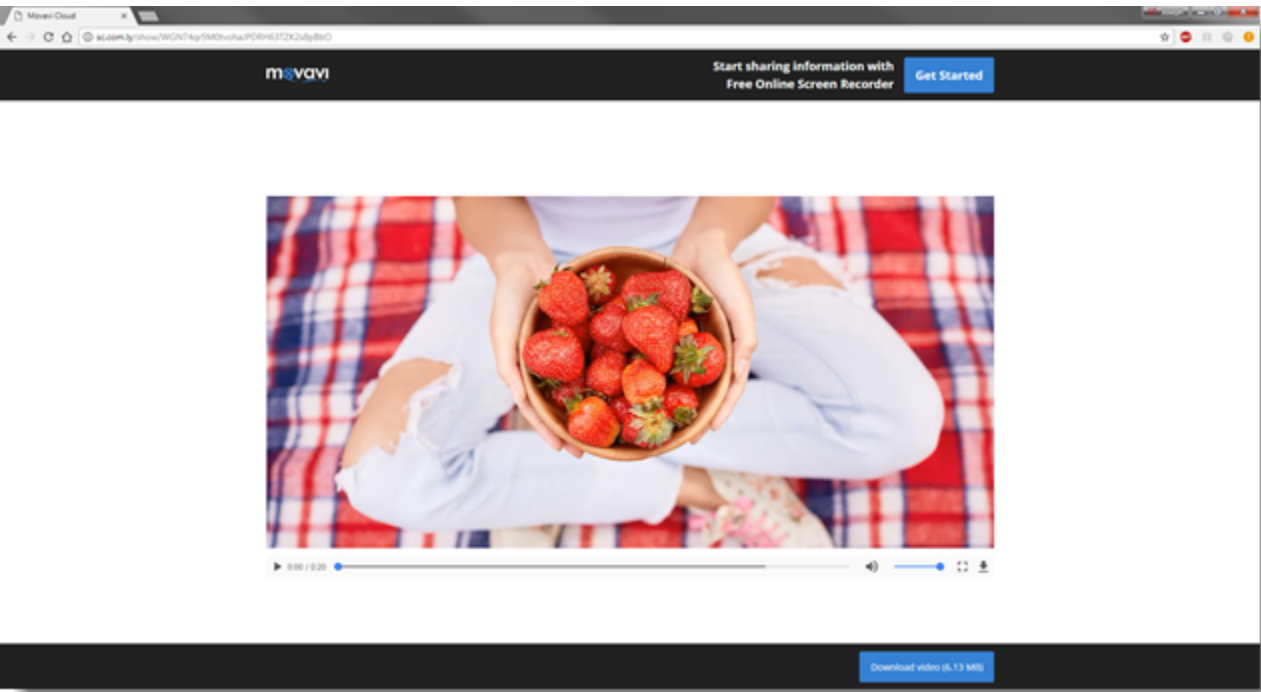 Movavi Cloud
movavi
Start sharing information with
Free Online Screen Recorder
Get Started
0:00 / 0:20
Download video (6.13 MB)